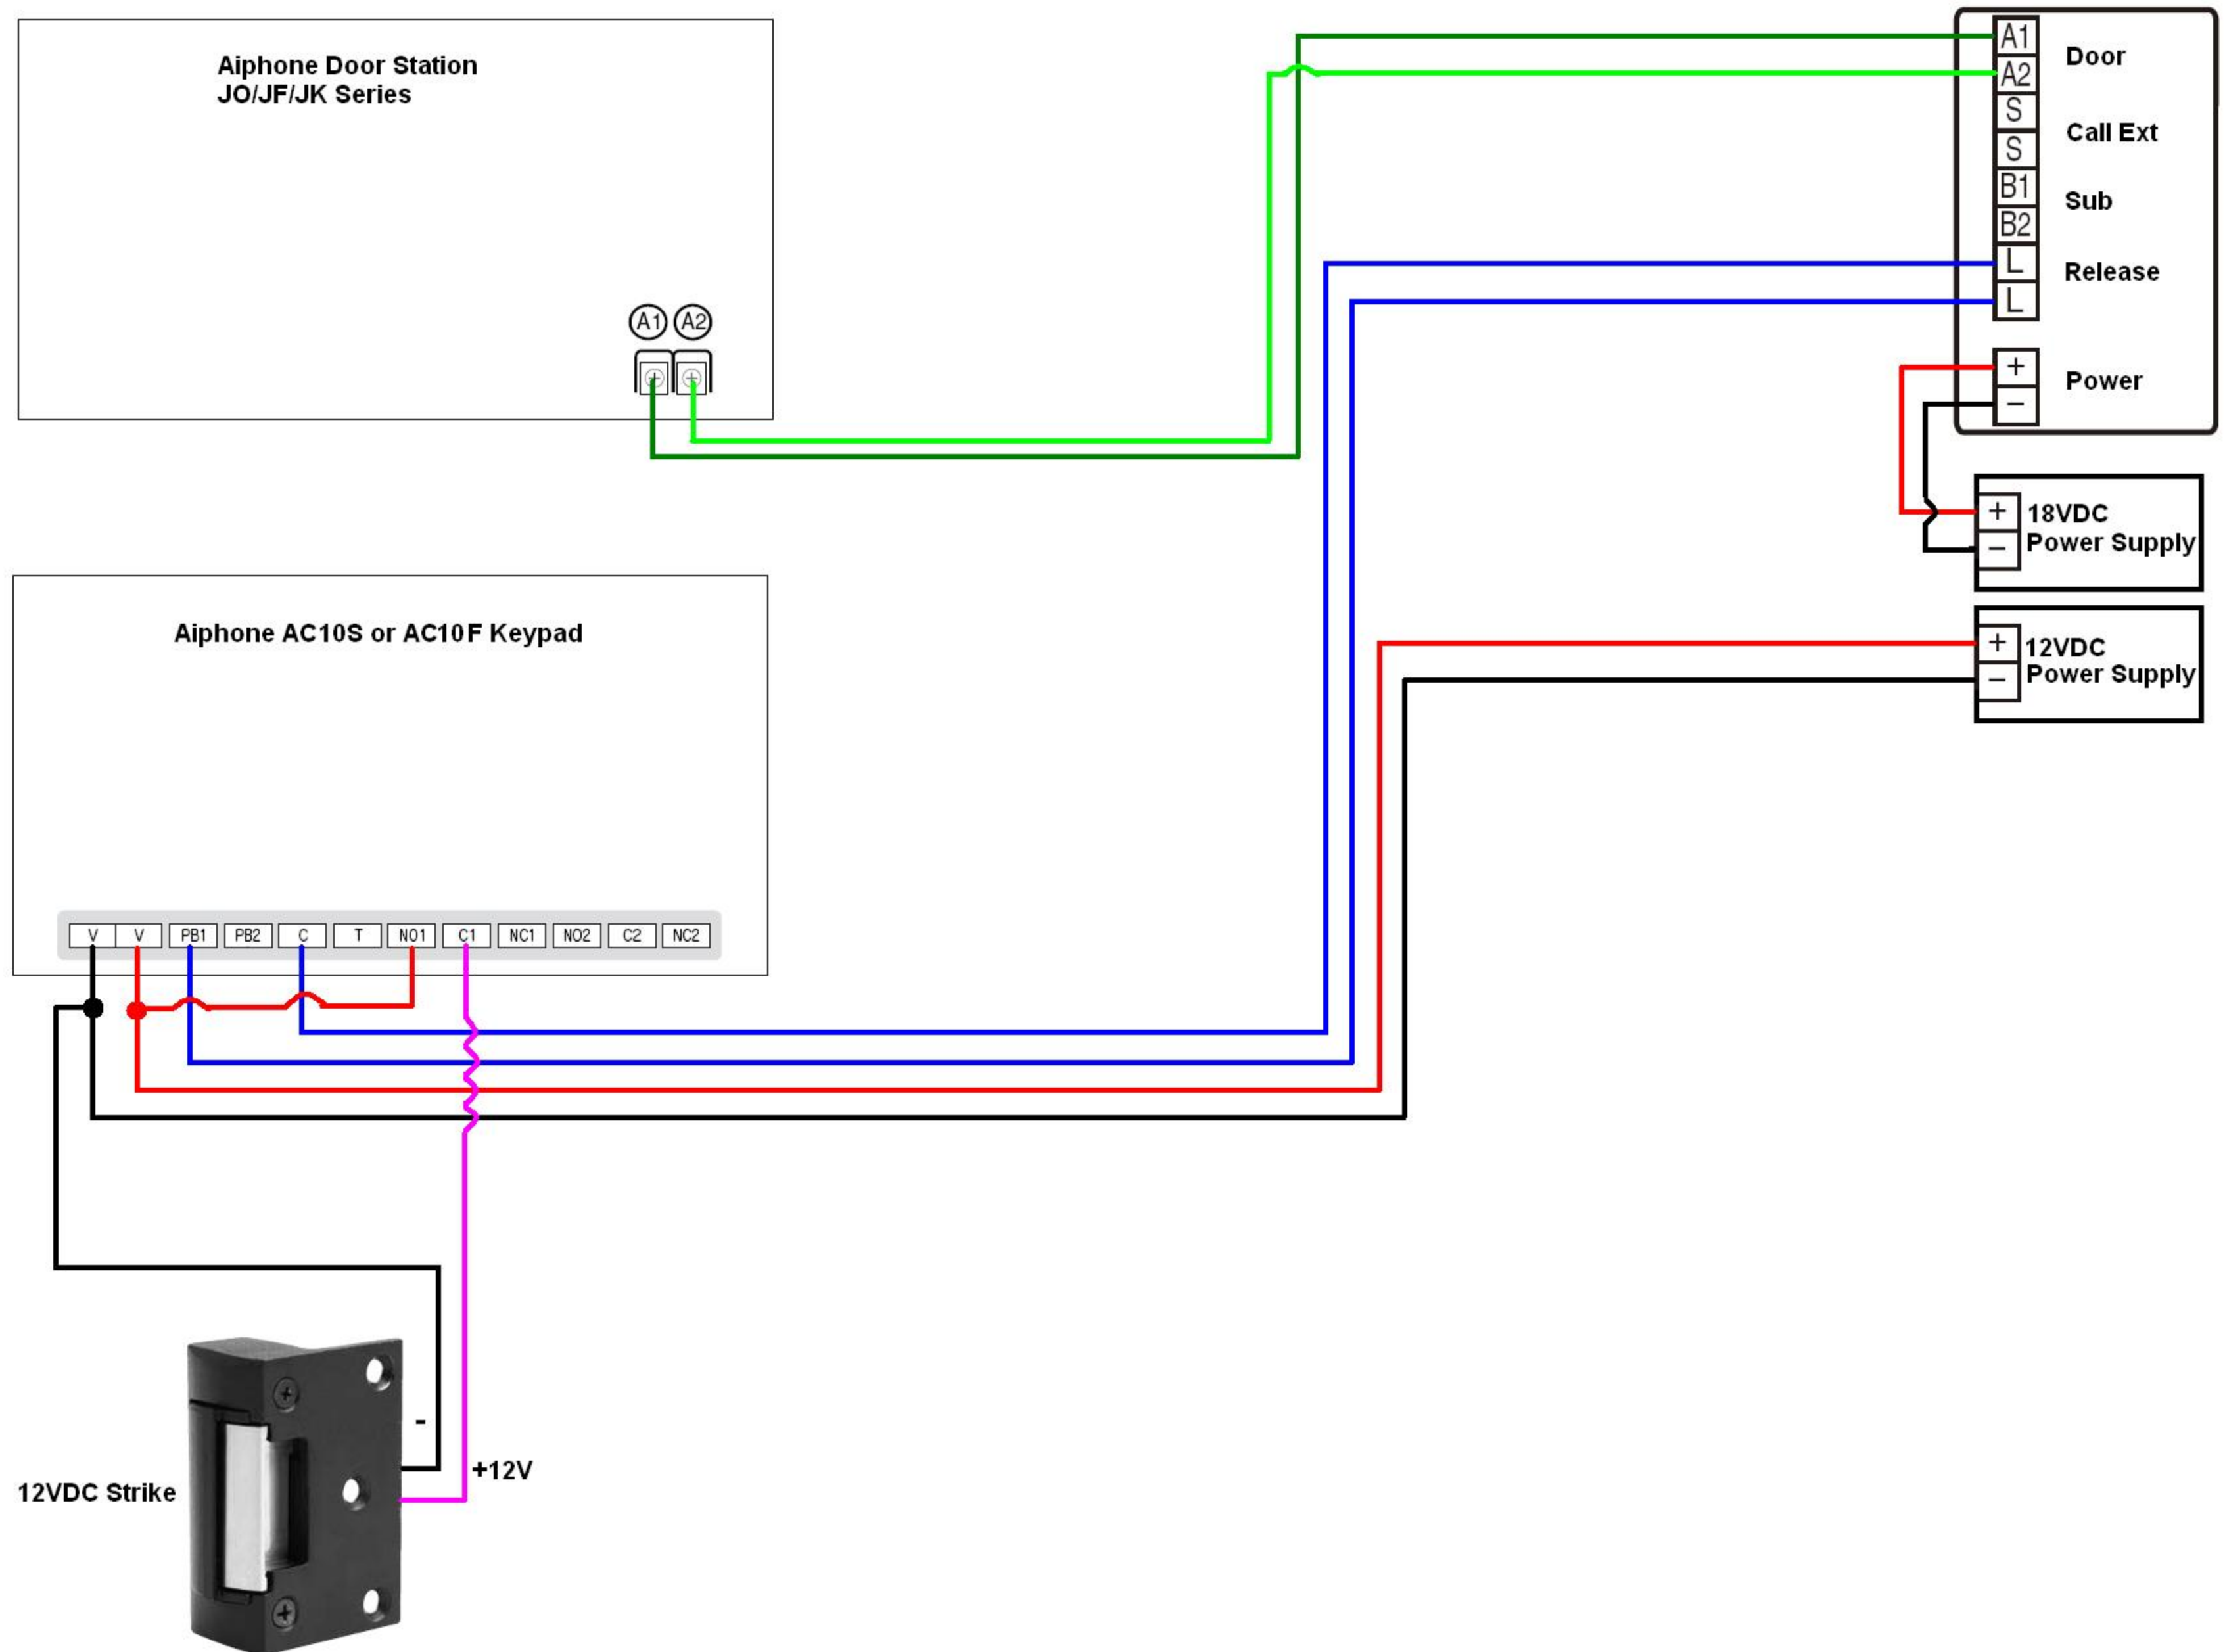 Aiphone Door Station
JO/JF/JK Series
A1 A2
A1
A2
Door
S
S
Call Ext
B1
B2
Sub
L
L
Release
+
−
Power
+
−
18VDC
Power Supply
+
−
12VDC
Power Supply
Aiphone AC10S or AC10F Keypad
V V PB1 PB2 C T NO1 C1 NC1 NO2 C2 NC2
-
+12V
12VDC Strike